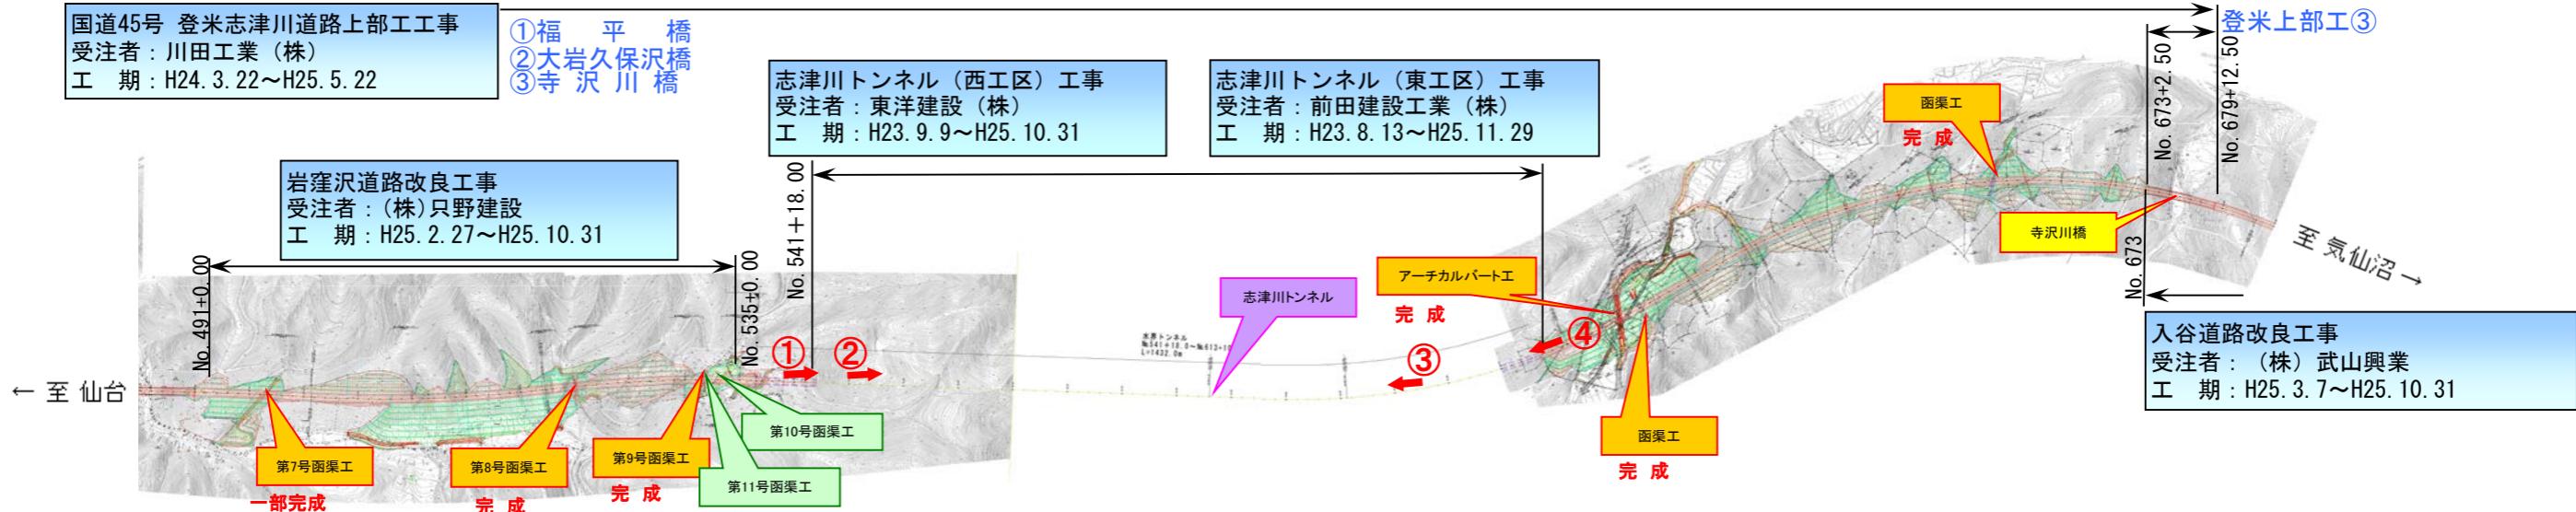 国道45号 登米志津川道路上部工工事
受注者：川田工業（株）
工　期：H24.3.22～H25.5.22
①福　平　橋
②大岩久保沢橋
③寺 沢 川 橋
登米上部工③
志津川トンネル（西工区）工事
受注者：東洋建設（株）
工　期：H23.9.9～H25.10.31
志津川トンネル（東工区）工事
受注者：前田建設工業（株）
工　期：H23.8.13～H25.11.29
岩窪沢道路改良工事
受注者：（株）只野建設
工　期：H25.2.27～H25.10.31
入谷道路改良工事
受注者：（株）武山興業
工　期：H25.3.7～H25.10.31
No.491+0.00
No.535+0.00
No.541+18.00
No.673+2.50
No.679+12.50
No.673
← 至 仙台
至 気仙沼 →
①
②
③
④
第7号函渠工
一部完成
第8号函渠工
完 成
第9号函渠工
完 成
第10号函渠工
第11号函渠工
志津川トンネル
アーチカルバート工
完 成
函渠工
完 成
函渠工
完 成
寺沢川橋
L=1432.0m